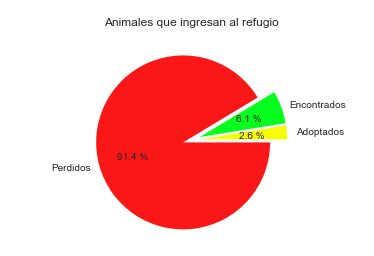 Animales que ingresan al refugio
Encontrados
6.1 %
Adoptados
2.6 %
91.4 %
Perdidos